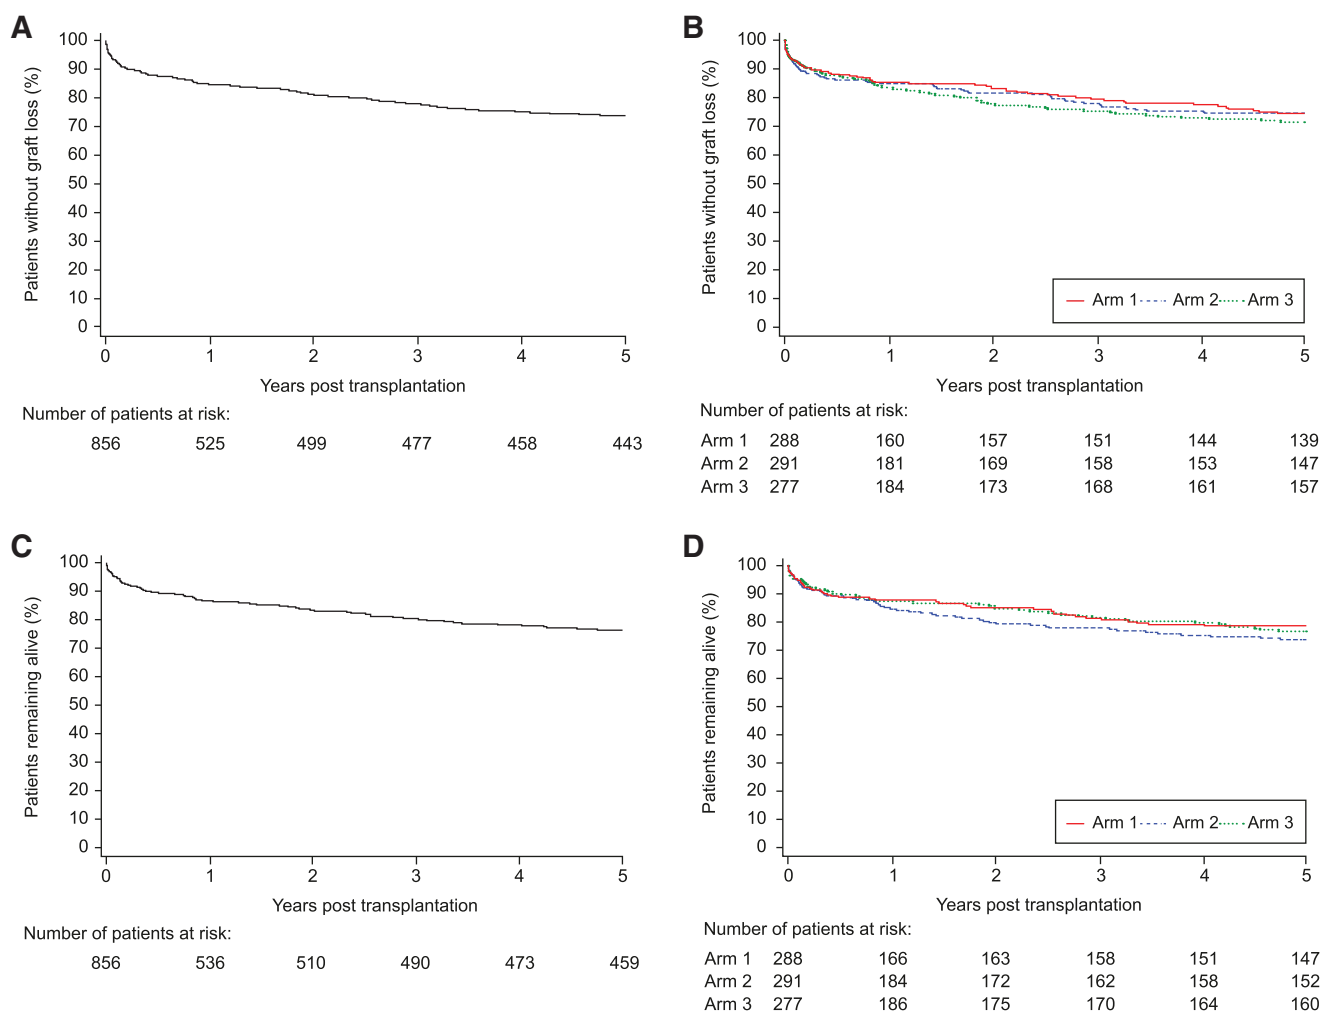 A
Patients without graft loss (%)
100
90
80
70
60
50
40
30
20
10
0
0 1 2 3 4 5
Years post transplantation
Number of patients at risk:
856 525 499 477 458 443
B
Patients without graft loss (%)
100
90
80
70
60
50
40
30
20
10
0
Arm 1 Arm 2 Arm 3
0 1 2 3 4 5
Years post transplantation
Number of patients at risk:
Arm 1 288 160 157 151 144 139
Arm 2 291 181 169 158 153 147
Arm 3 277 184 173 168 161 157
C
Patients remaining alive (%)
100
90
80
70
60
50
40
30
20
10
0
0 1 2 3 4 5
Years post transplantation
Number of patients at risk:
856 536 510 490 473 459
D
Patients remaining alive (%)
100
90
80
70
60
50
40
30
20
10
0
Arm 1 Arm 2 Arm 3
0 1 2 3 4 5
Years post transplantation
Number of patients at risk:
Arm 1 288 166 163 158 151 147
Arm 2 291 184 172 162 158 152
Arm 3 277 186 175 170 164 160